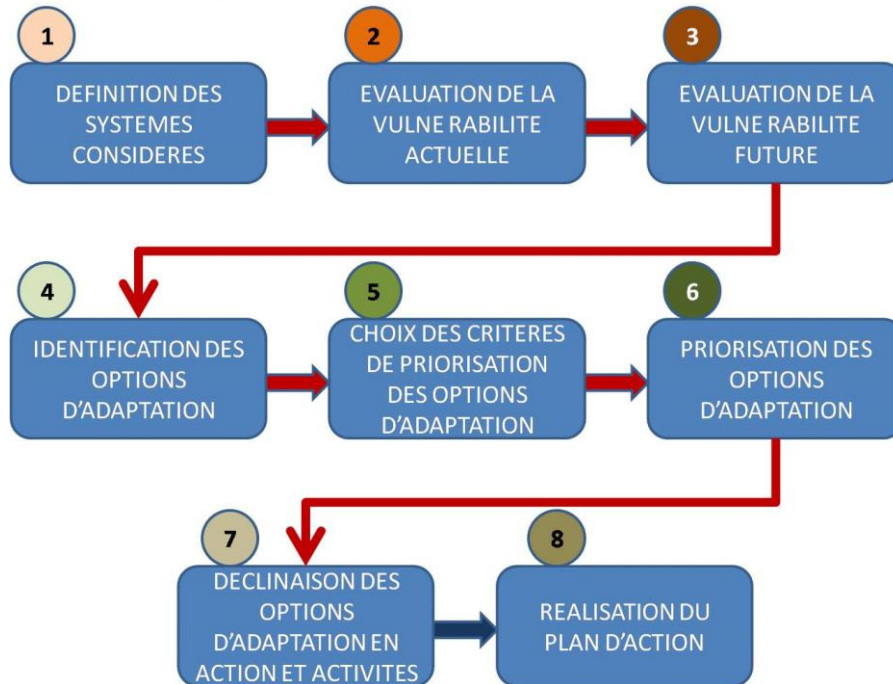 1
DEFINITION DES
SYSTEMES
CONSIDERES
2
EVALUATION DE LA
VULNE RABILITE
ACTUELLE
3
EVALUATION DE LA
VULNE RABILITE
FUTURE
4
IDENTIFICATION DES
OPTIONS
D’ADAPTATION
5
CHOIX DES CRITERES
DE PRIORISATION
DES OPTIONS
D’ADAPTATION
6
PRIORISATION DES
OPTIONS
D’ADAPTATION
7
DECLINAISON DES
OPTIONS
D’ADAPTATION EN
ACTION ET ACTIVITES
8
REALISATION DU
PLAN D’ACTION